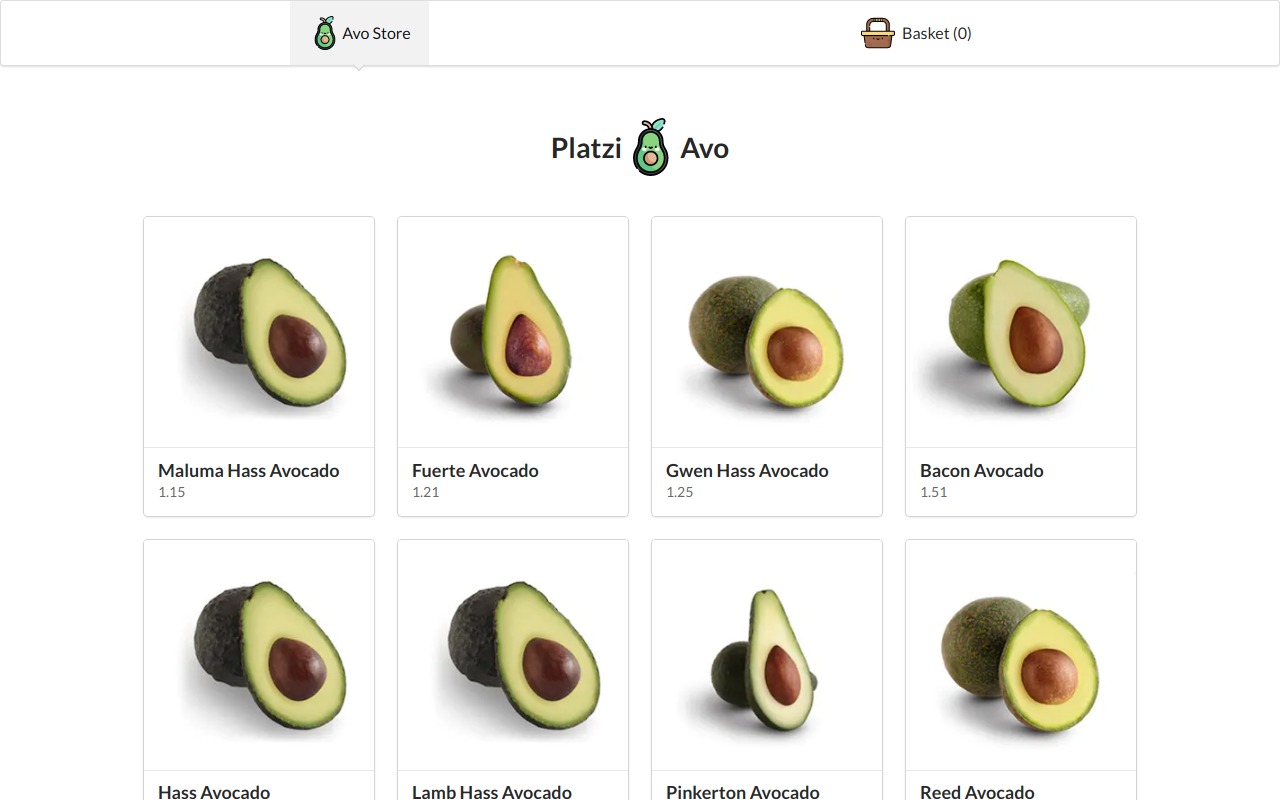 Avo Store
Basket (0)
Platzi Avo
Maluma Hass Avocado
1.15
Fuerte Avocado
1.21
Gwen Hass Avocado
1.25
Bacon Avocado
1.51
Hass Avocado
Lamb Hass Avocado
Pinkerton Avocado
Reed Avocado